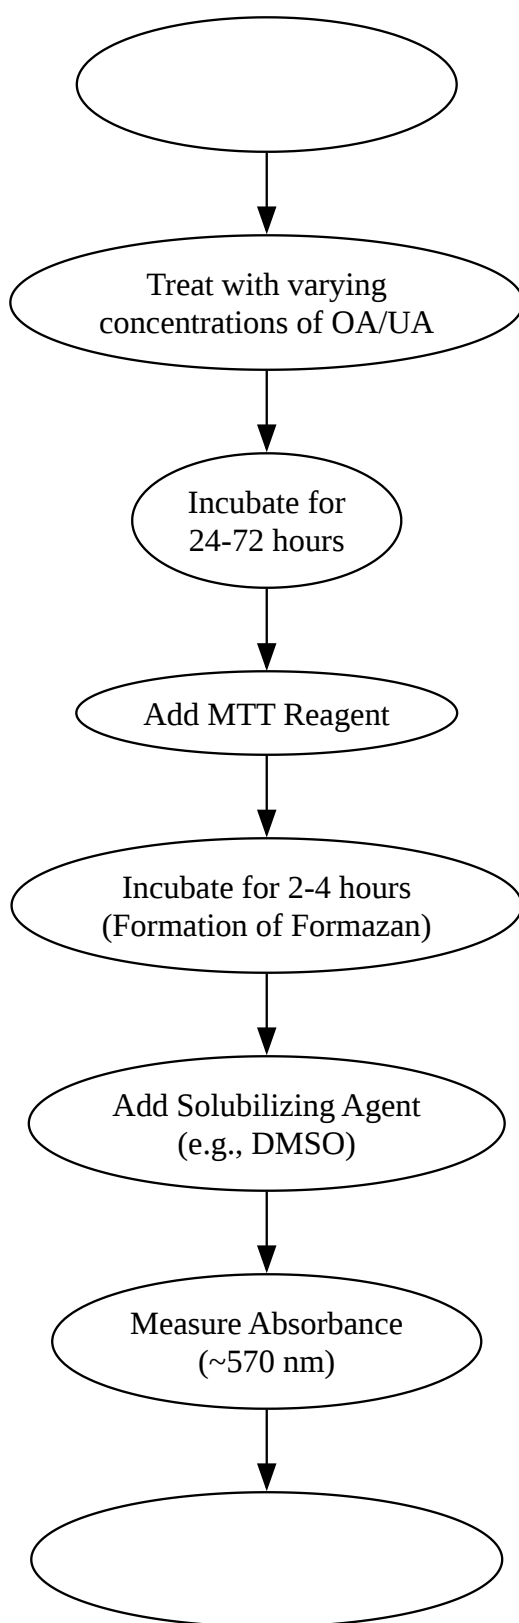 Treat with varying
concentrations of OA/UA
Incubate for
24-72 hours
Add MTT Reagent
Incubate for 2-4 hours
(Formation of Formazan)
Add Solubilizing Agent
(e.g., DMSO)
Measure Absorbance
(~570 nm)